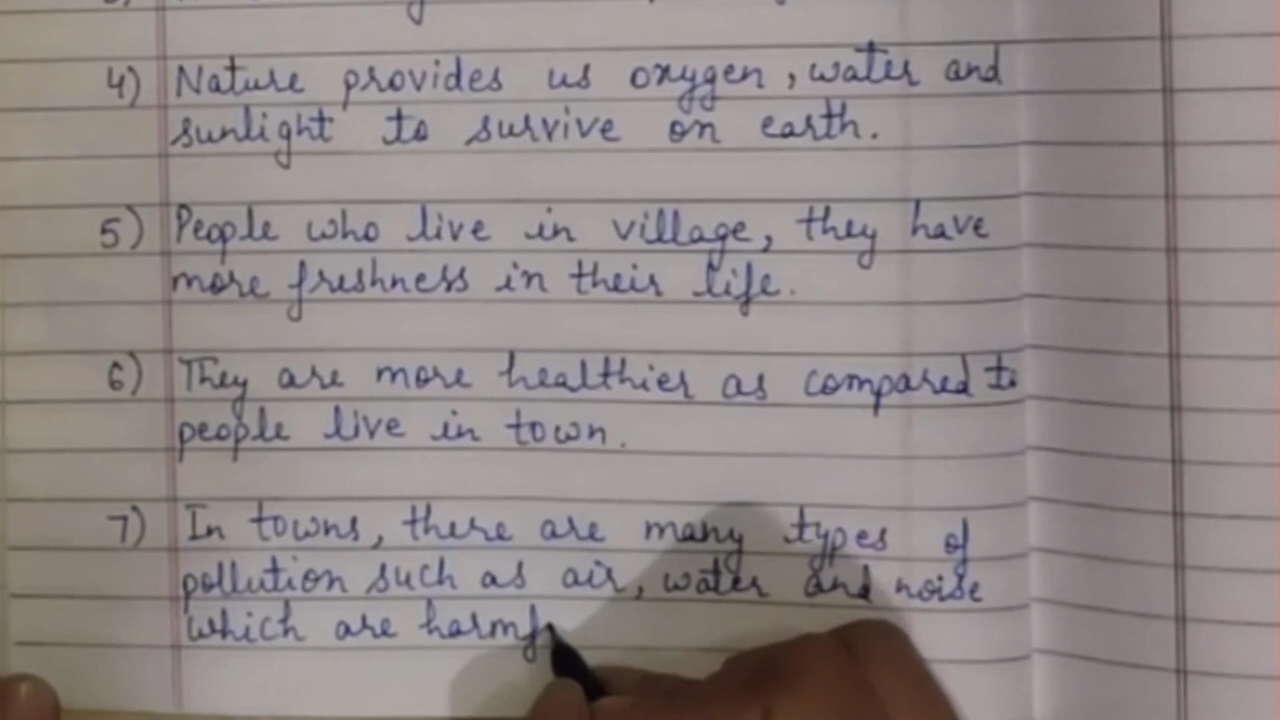 4) Nature provides us oxygen, water and
sunlight to survive on earth.
5) People who live in village, they have
more freshness in their life.
6) They are more healthier as compared to
people live in town.
7) In towns, there are many types of
pollution such as air, water and noise
which are harmf